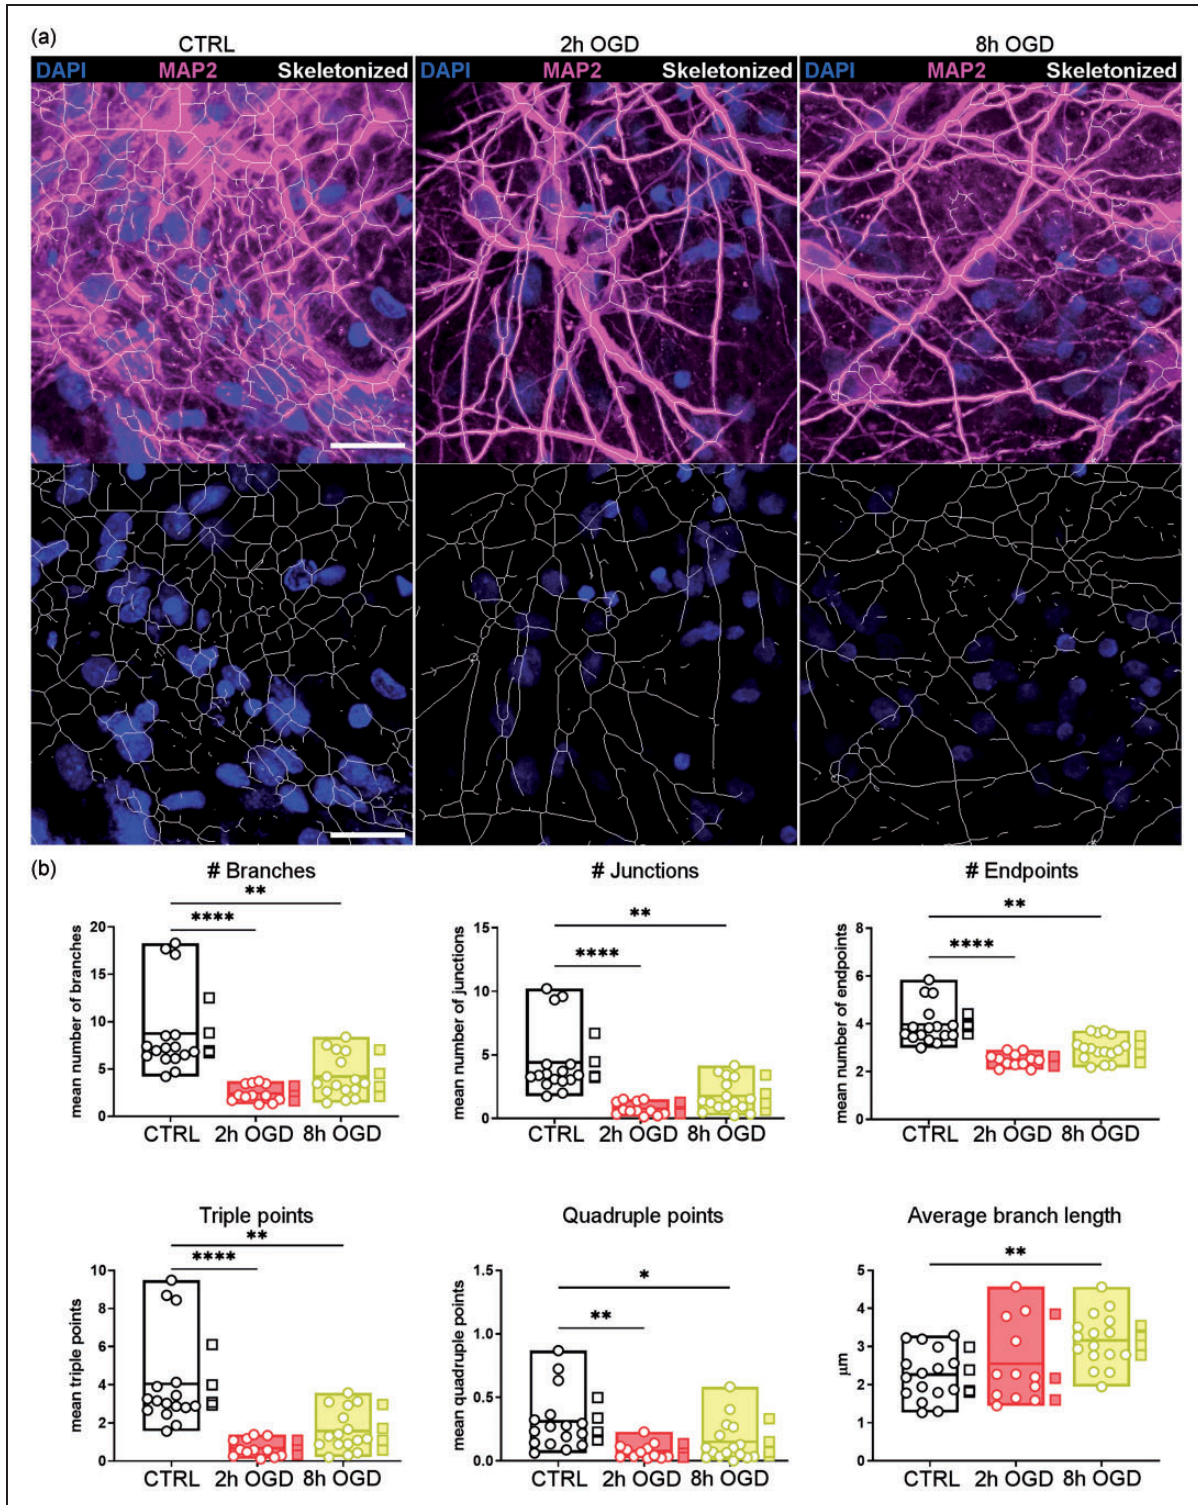 (a)
CTRL 2h OGD 8h OGD
DAPI MAP2 Skeletonized DAPI MAP2 Skeletonized DAPI MAP2 Skeletonized
(b)
# Branches
**
****
mean number of branches
20
15
10
5
0
CTRL 2h OGD 8h OGD
# Junctions
**
****
mean number of junctions
15
10
5
0
CTRL 2h OGD 8h OGD
# Endpoints
**
****
mean number of endpoints
8
6
4
2
0
CTRL 2h OGD 8h OGD
Triple points
**
****
mean triple points
10
8
6
4
2
0
CTRL 2h OGD 8h OGD
Quadruple points
*
**
mean quadruple points
1.5
1.0
0.5
0.0
CTRL 2h OGD 8h OGD
Average branch length
**
µm
5
4
3
2
1
0
CTRL 2h OGD 8h OGD